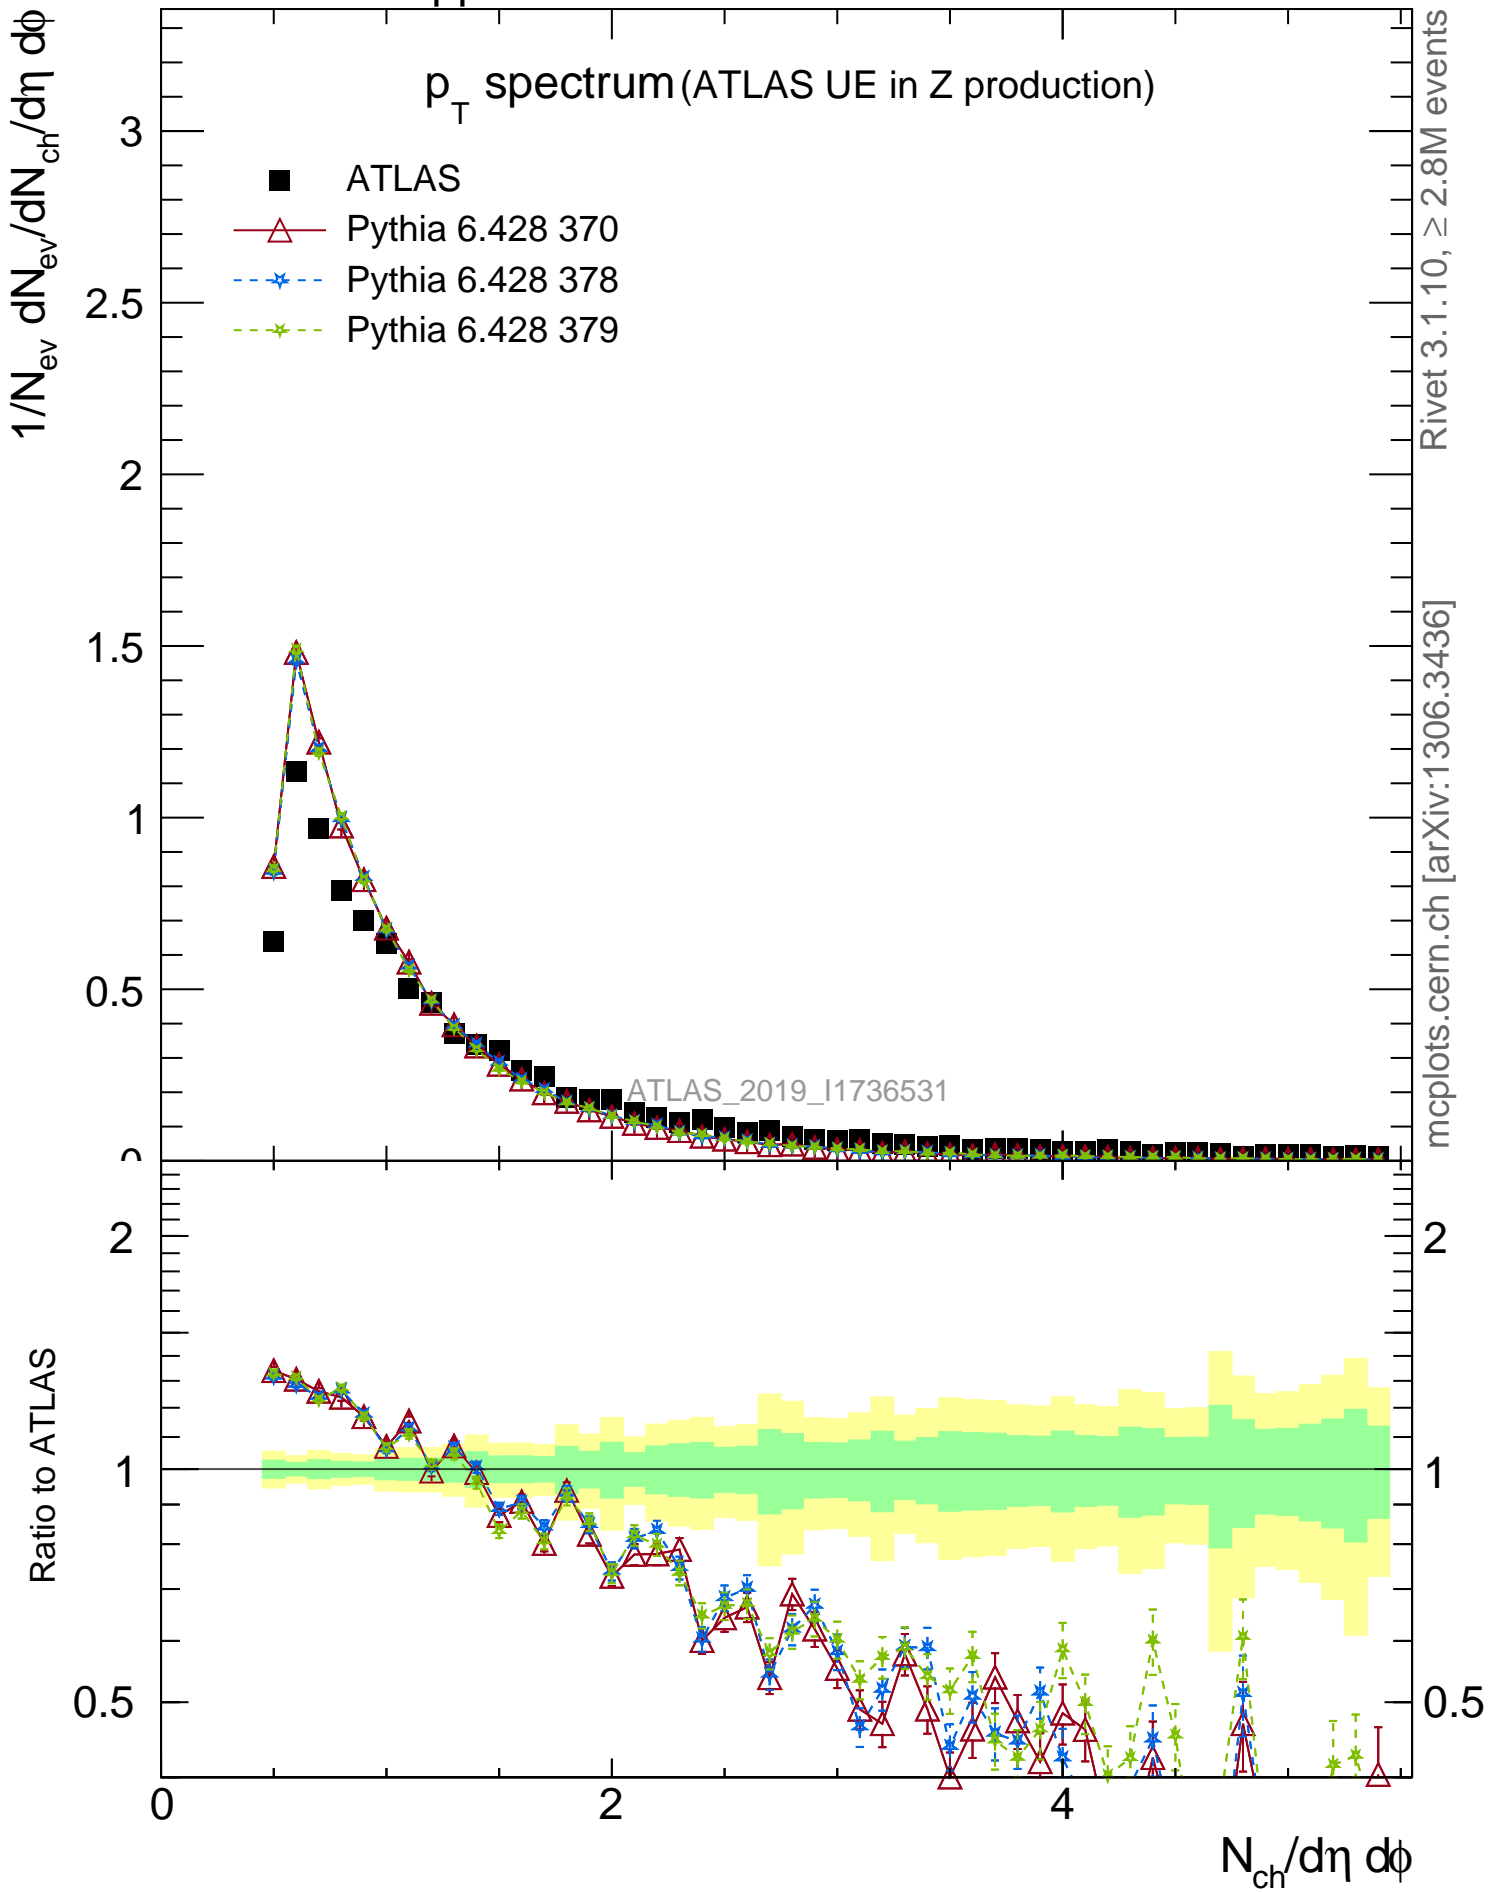 pp
1/N_ev dN_ev/dN_ch/dη dϕ
p_T spectrum (ATLAS UE in Z production)
ATLAS
Pythia 6.428 370
Pythia 6.428 378
Pythia 6.428 379
3
2.5
2
1.5
1
0.5
0
ATLAS_2019_I1736531
Rivet 3.1.10, ≥ 2.8M events
mcplots.cern.ch [arXiv:1306.3436]
Ratio to ATLAS
2
1
0.5
2
1
0.5
0 2 4
N_ch/dη dϕ